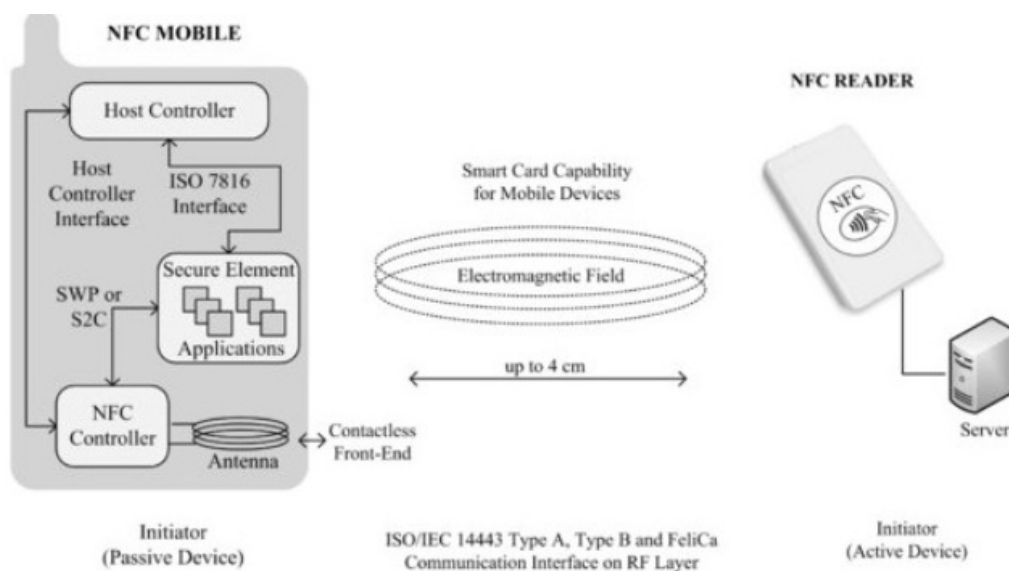 NFC MOBILE
Host Controller
Host
Controller
Interface
ISO 7816
Interface
Secure Element
Applications
SWP or
S2C
NFC
Controller
Antenna
Contactless
Front-End
Initiator
(Passive Device)
Smart Card Capability
for Mobile Devices
Electromagnetic Field
up to 4 cm
ISO/IEC 14443 Type A, Type B and FeliCa
Communication Interface on RF Layer
NFC READER
NFC
Server
Initiator
(Active Device)